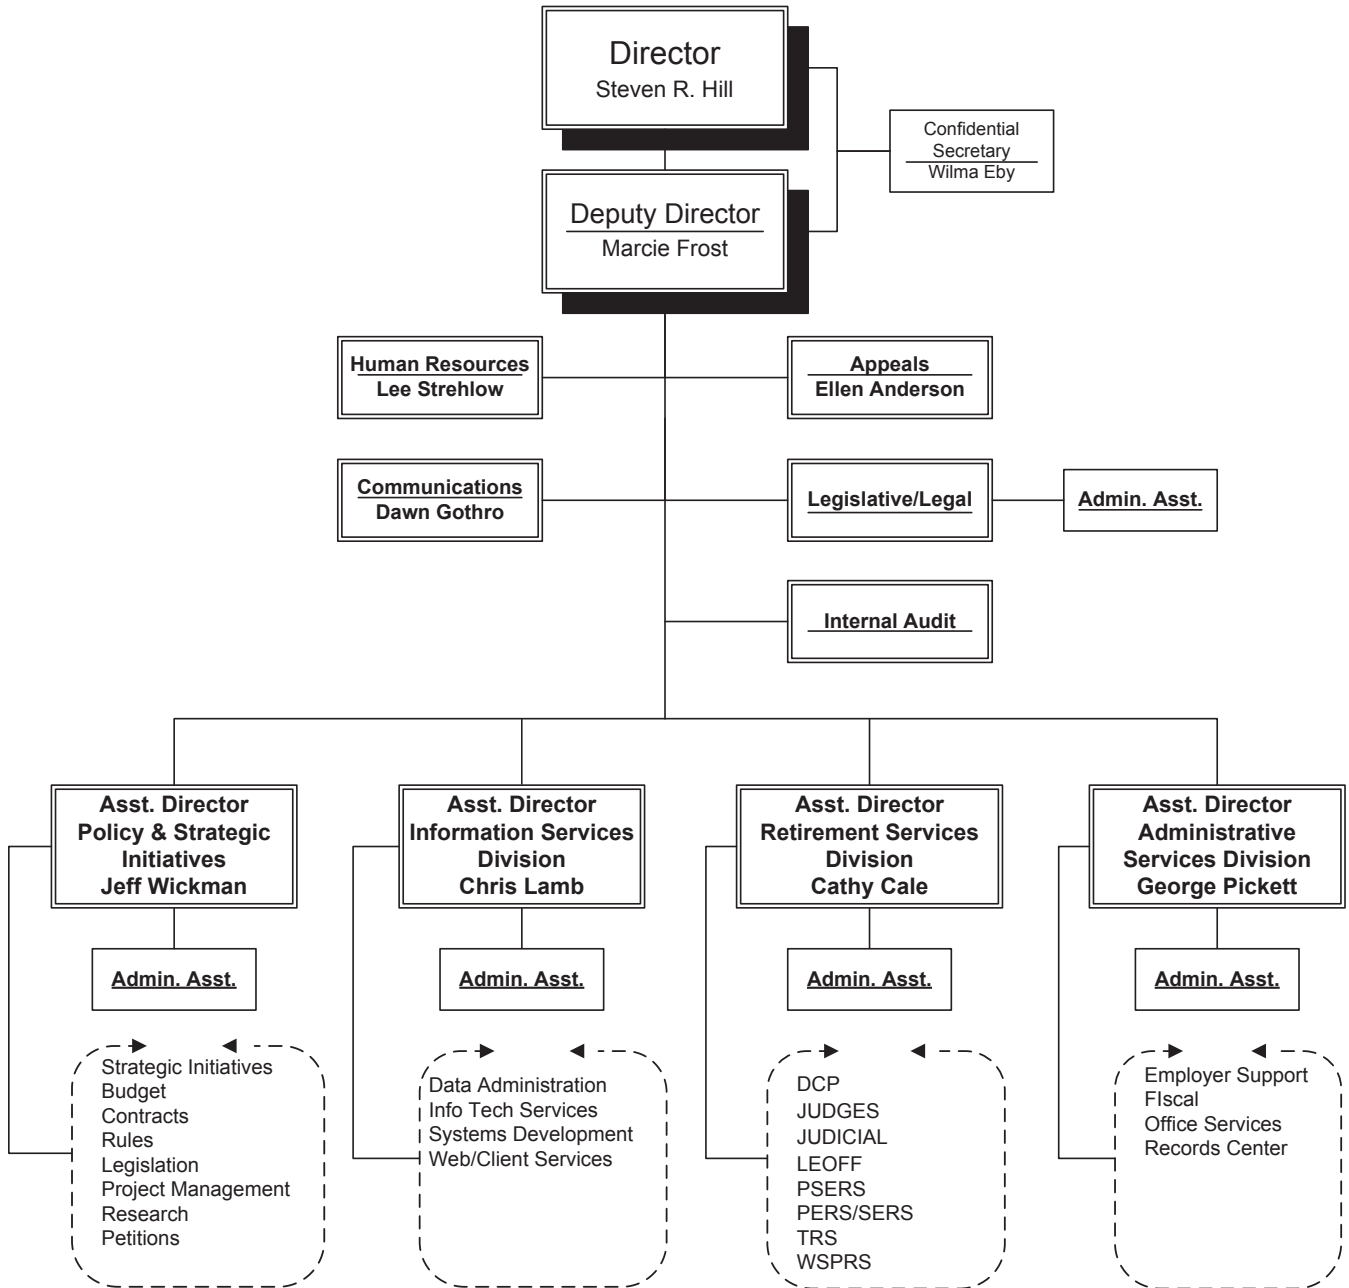 Director
Steven R. Hill
Confidential
Secretary
Wilma Eby
Deputy Director
Marcie Frost
Human Resources
Lee Strehlow
Appeals
Ellen Anderson
Communications
Dawn Gothro
Legislative/Legal
Admin. Asst.
Internal Audit
Asst. Director
Policy & Strategic
Initiatives
Jeff Wickman
Asst. Director
Information Services
Division
Chris Lamb
Asst. Director
Retirement Services
Division
Cathy Cale
Asst. Director
Administrative
Services Division
George Pickett
Admin. Asst.
Admin. Asst.
Admin. Asst.
Admin. Asst.
Strategic Initiatives
Budget
Contracts
Rules
Legislation
Project Management
Research
Petitions
Data Administration
Info Tech Services
Systems Development
Web/Client Services
DCP
JUDGES
JUDICIAL
LEOFF
PSERS
PERS/SERS
TRS
WSPRS
Employer Support
FIscal
Office Services
Records Center